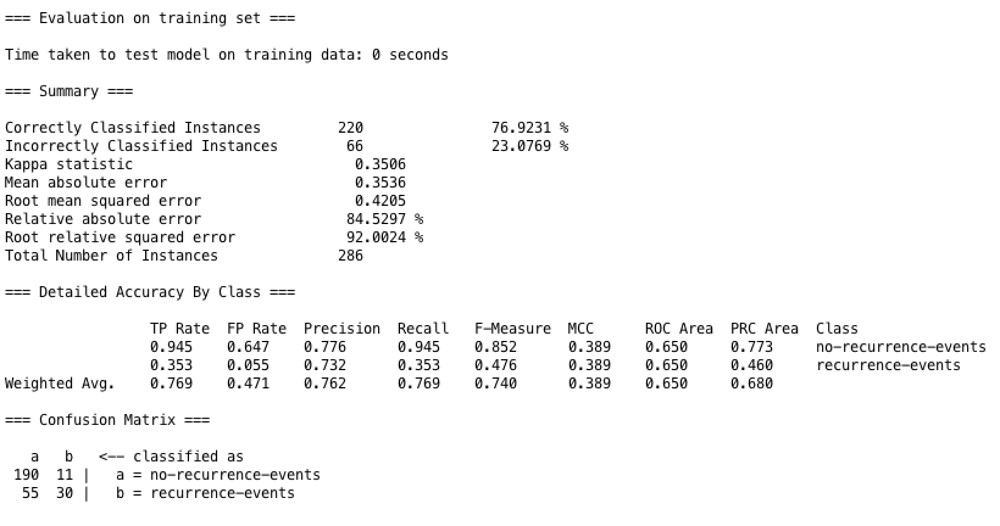 === Evaluation on training set ===
Time taken to test model on training data: 0 seconds
=== Summary ===
Correctly Classified Instances 220 76.9231 %
Incorrectly Classified Instances 66 23.0769 %
Kappa statistic 0.3506
Mean absolute error 0.3536
Root mean squared error 0.4205
Relative absolute error 84.5297 %
Root relative squared error 92.0024 %
Total Number of Instances 286
=== Detailed Accuracy By Class ===
TP Rate FP Rate Precision Recall F-Measure MCC ROC Area PRC Area Class
0.945 0.647 0.776 0.945 0.852 0.389 0.650 0.773 no-recurrence-events
0.353 0.055 0.732 0.353 0.476 0.389 0.650 0.460 recurrence-events
Weighted Avg. 0.769 0.471 0.762 0.769 0.740 0.389 0.650 0.680
=== Confusion Matrix ===
a b <-- classified as
190 11 | a = no-recurrence-events
55 30 | b = recurrence-events